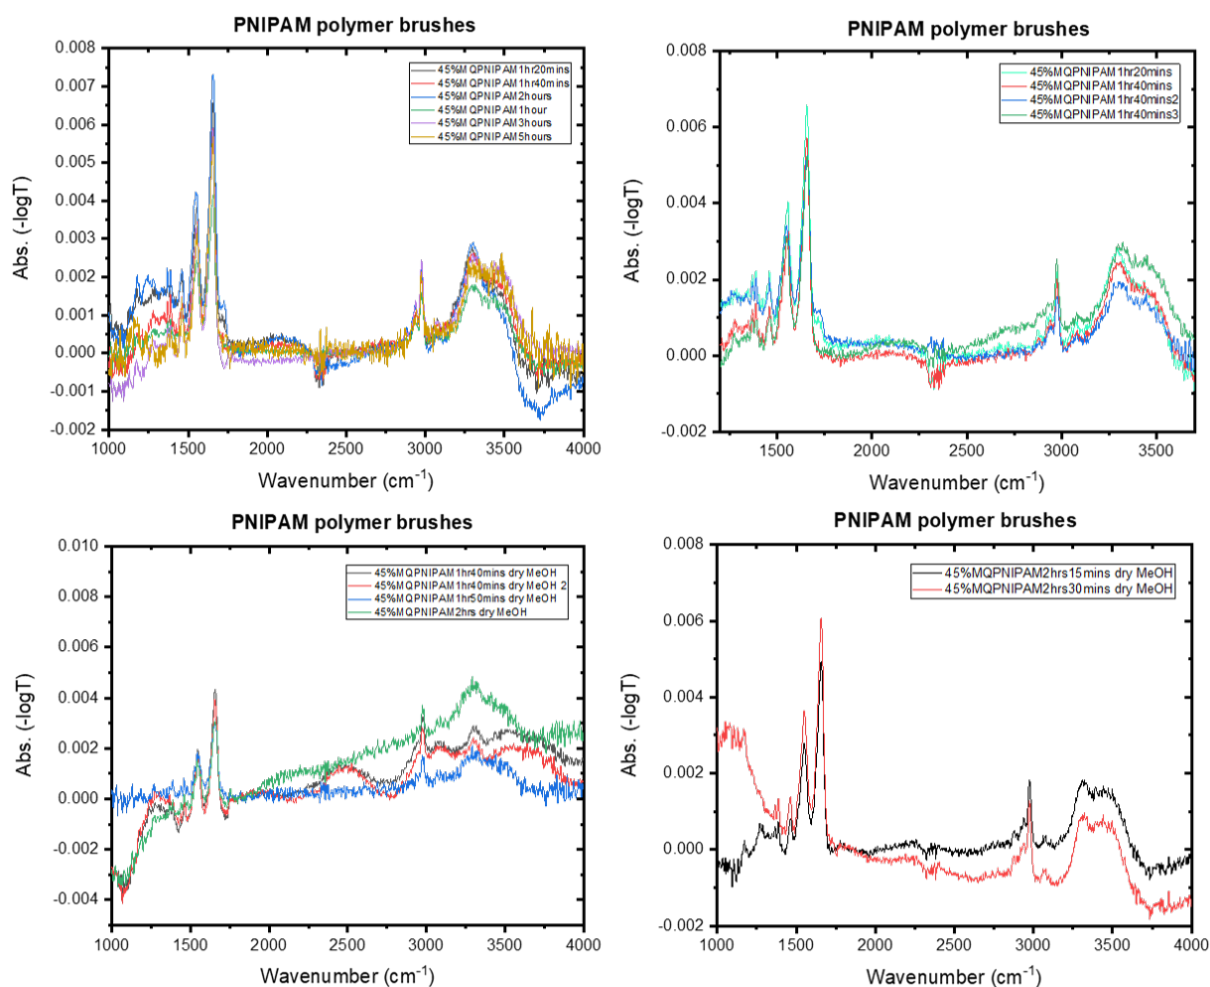 PNIPAM polymer brushes
0.008
0.007
0.006
0.005
0.004
0.003
0.002
0.001
0.000
-0.001
-0.002
Abs. (-logT)
45%MQPNIPAM1hr20mins
45%MQPNIPAM1hr40mins
45%MQPNIPAM2hours
45%MQPNIPAM1hour
45%MQPNIPAM3hours
45%MQPNIPAM5hours
1000 1500 2000 2500 3000 3500 4000
Wavenumber (cm⁻¹)
PNIPAM polymer brushes
0.008
0.006
0.004
0.002
0.000
-0.002
Abs. (-logT)
45%MQPNIPAM1hr20mins
45%MQPNIPAM1hr40mins
45%MQPNIPAM1hr40mins2
45%MQPNIPAM1hr40mins3
1500 2000 2500 3000 3500
Wavenumber (cm⁻¹)
PNIPAM polymer brushes
0.010
0.008
0.006
0.004
0.002
0.000
-0.002
-0.004
Abs. (-logT)
45%MQPNIPAM1hr40mins dry MeOH
45%MQPNIPAM1hr40mins dry MeOH 2
45%MQPNIPAM1hr50mins dry MeOH
45%MQPNIPAM2hrs dry MeOH
1000 1500 2000 2500 3000 3500 4000
Wavenumber (cm⁻¹)
PNIPAM polymer brushes
0.008
0.006
0.004
0.002
0.000
-0.002
Abs. (-logT)
45%MQPNIPAM2hrs15mins dry MeOH
45%MQPNIPAM2hrs30mins dry MeOH
1000 1500 2000 2500 3000 3500 4000
Wavenumber (cm⁻¹)